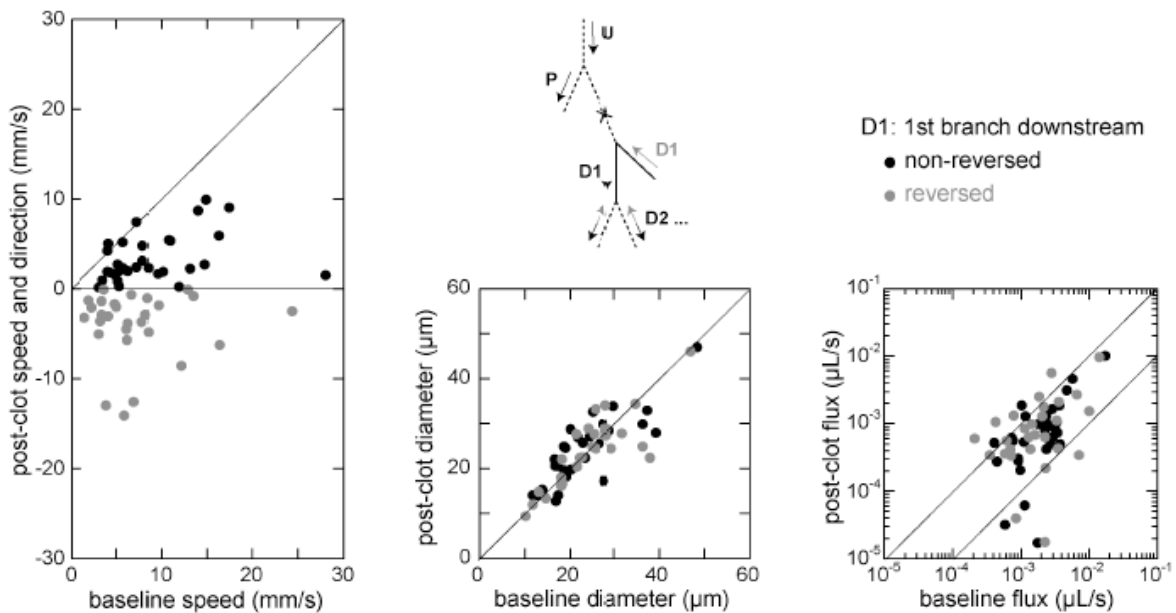 30
20
10
0
-10
-20
-30
post-clot speed and direction (mm/s)
0 10 20 30
baseline speed (mm/s)
U
P
D1
D1
D2 ...
D1: 1st branch downstream
non-reversed
reversed
60
40
20
0
post-clot diameter (µm)
0 20 40 60
baseline diameter (µm)
10⁻¹
10⁻²
10⁻³
10⁻⁴
10⁻⁵
post-clot flux (µL/s)
10⁻⁵ 10⁻⁴ 10⁻³ 10⁻² 10⁻¹
baseline flux (µL/s)